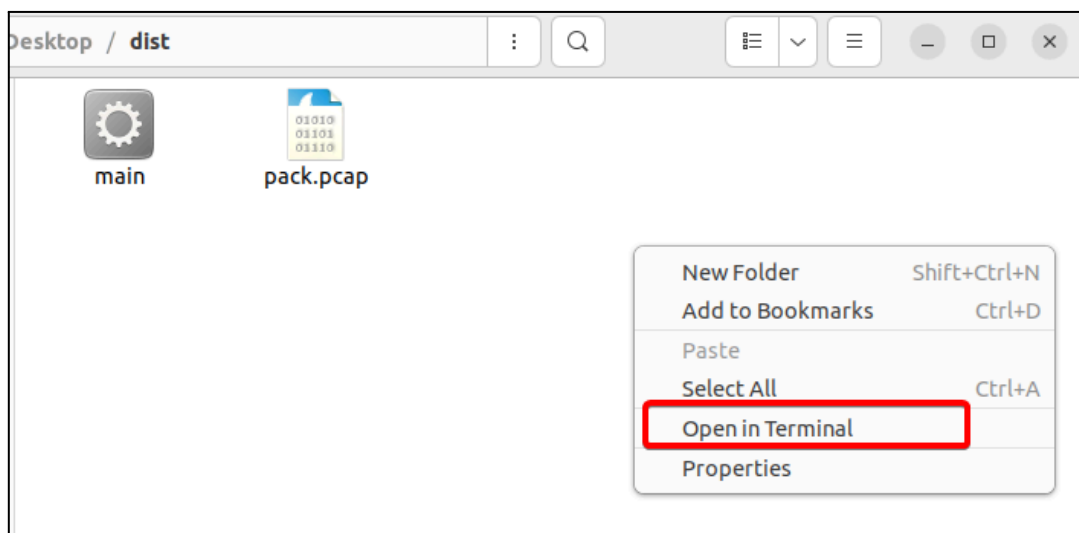 Desktop / dist
01010
01101
01110
main
pack.pcap
New Folder Shift+Ctrl+N
Add to Bookmarks Ctrl+D
Paste
Select All Ctrl+A
Open in Terminal
Properties